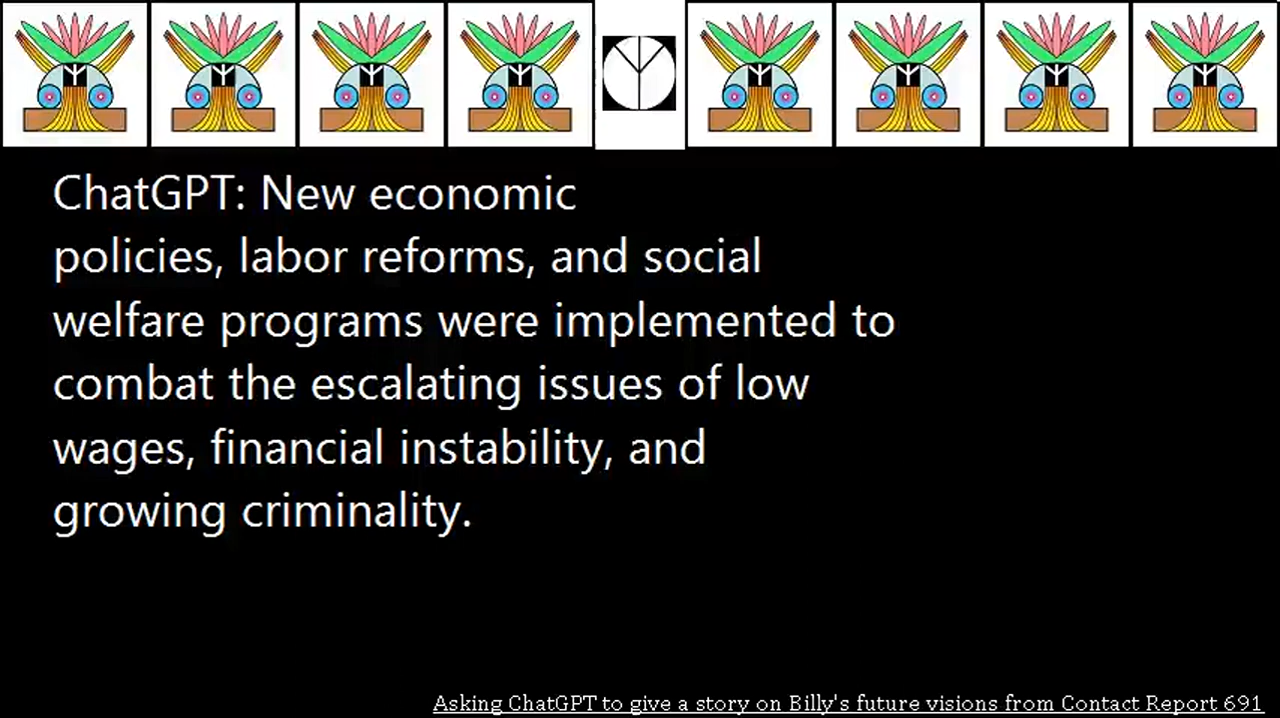 ChatGPT: New economic
policies, labor reforms, and social
welfare programs were implemented to
combat the escalating issues of low
wages, financial instability, and
growing criminality.
Asking ChatGPT to give a story on Billy's future visions from Contact Report 691